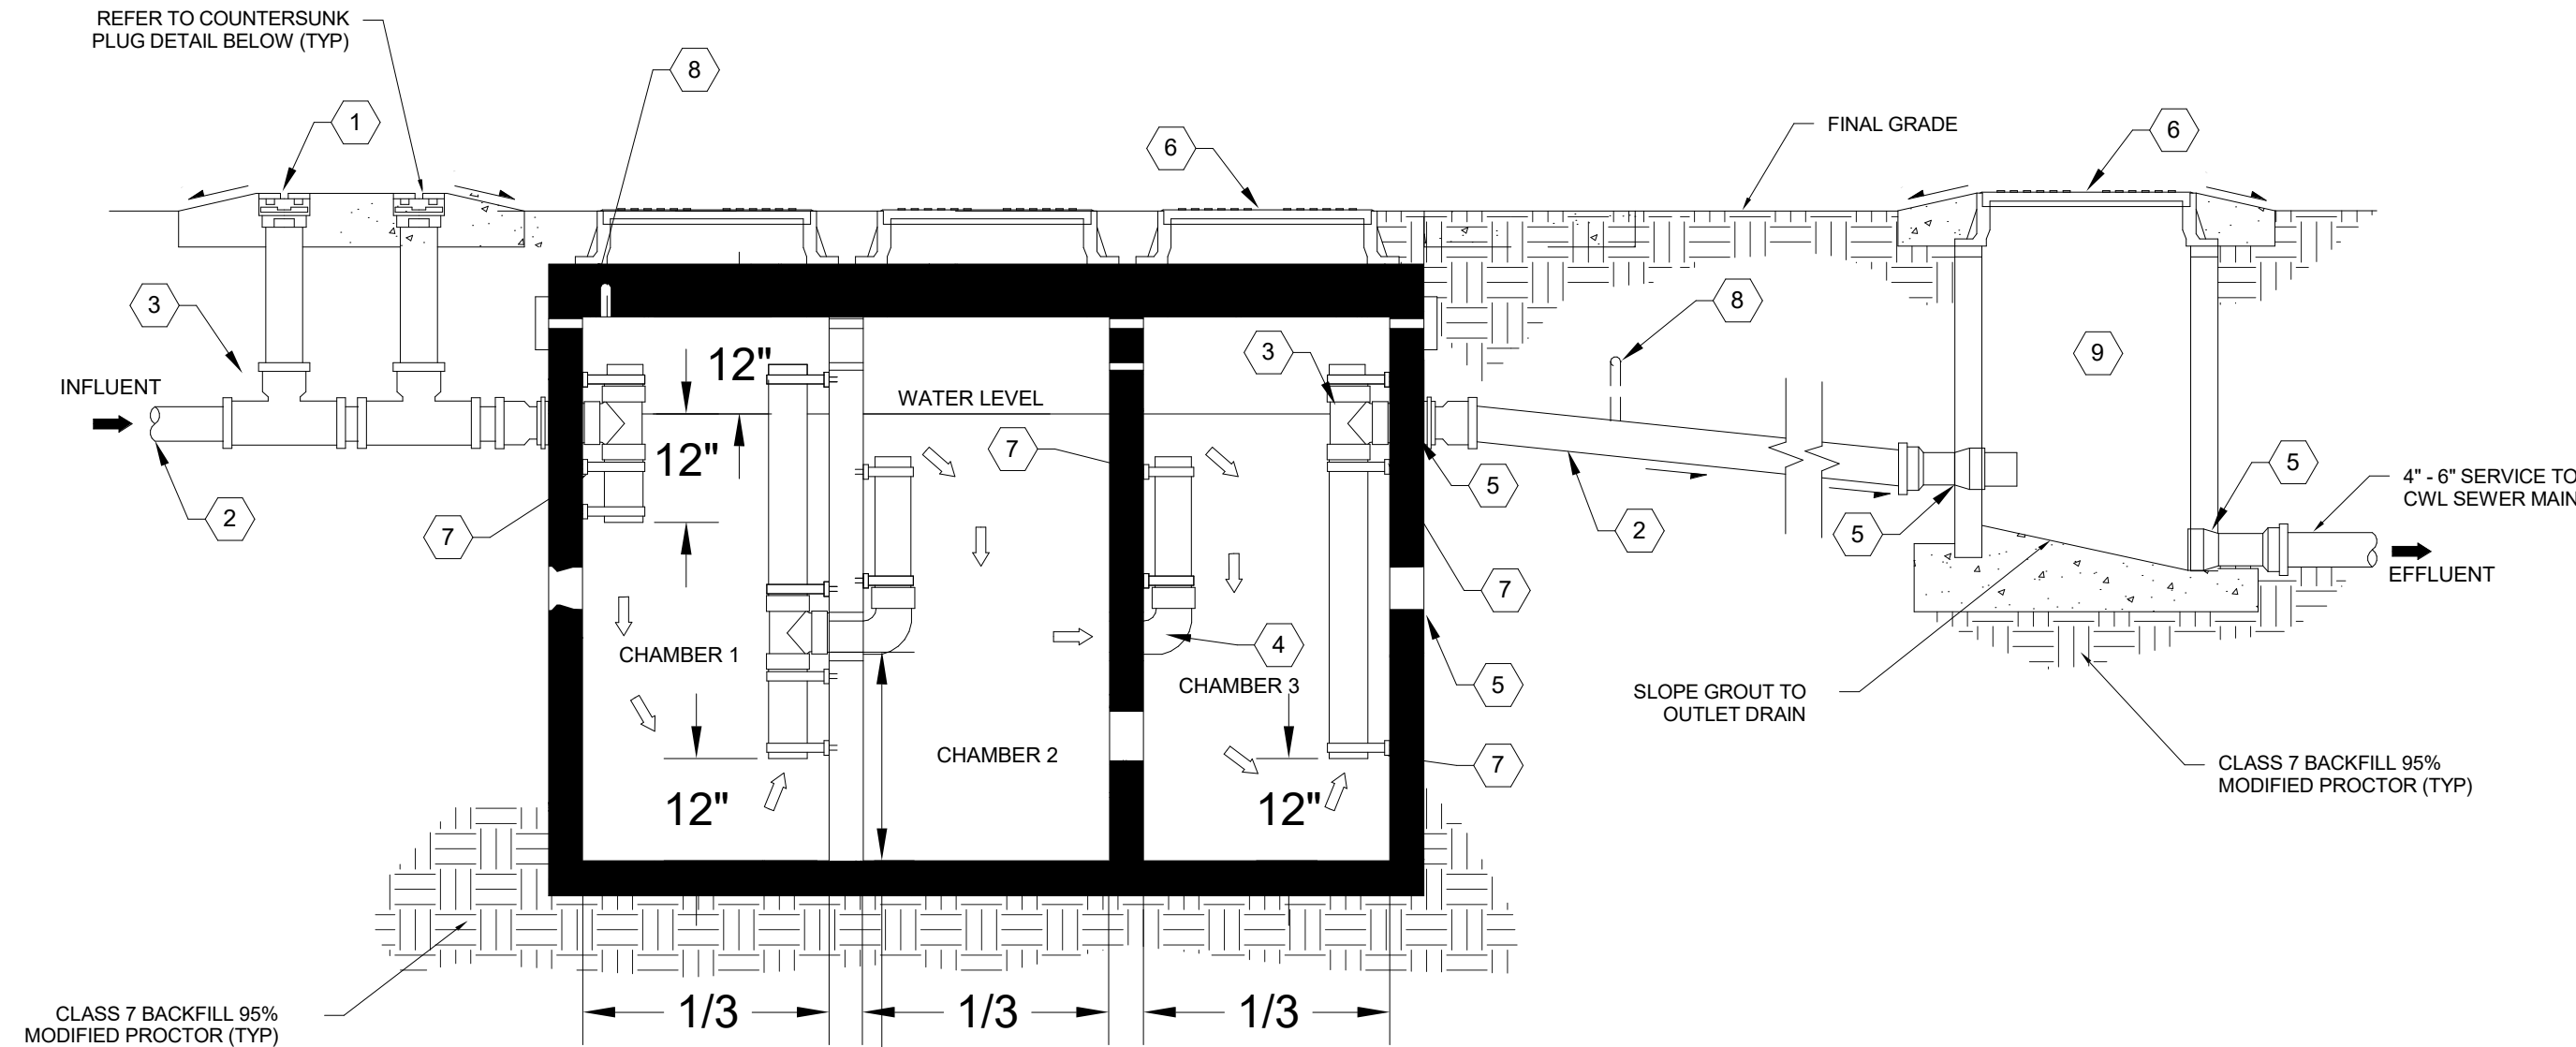 REFER TO COUNTERSUNK
PLUG DETAIL BELOW (TYP)
8
1
6
FINAL GRADE
6
3
8
9
12"
3
INFLUENT
WATER LEVEL
12"
7
5
5
4" - 6" SERVICE TO
CWL SEWER MAIN
2
7
2
5
EFFLUENT
7
CHAMBER 1
4
CHAMBER 3
5
SLOPE GROUT TO
OUTLET DRAIN
CHAMBER 2
7
CLASS 7 BACKFILL 95%
MODIFIED PROCTOR (TYP)
12"
12"
CLASS 7 BACKFILL 95%
MODIFIED PROCTOR (TYP)
1/3
1/3
1/3